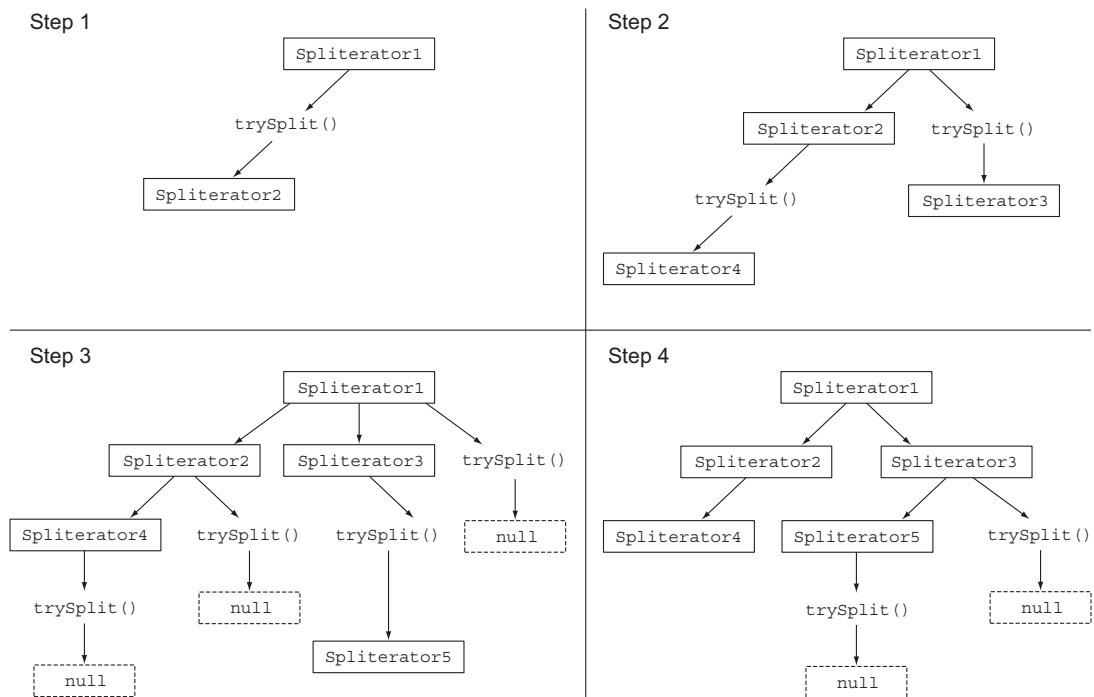 Step 1
Spliterator1
trySplit()
Spliterator2
Step 2
Spliterator1
Spliterator2
trySplit()
trySplit()
Spliterator3
Spliterator4
Step 3
Spliterator1
Spliterator2
Spliterator3
trySplit()
Spliterator4
trySplit()
trySplit()
null
trySplit()
null
Spliterator5
null
Step 4
Spliterator1
Spliterator2
Spliterator3
Spliterator4
Spliterator5
trySplit()
trySplit()
null
null